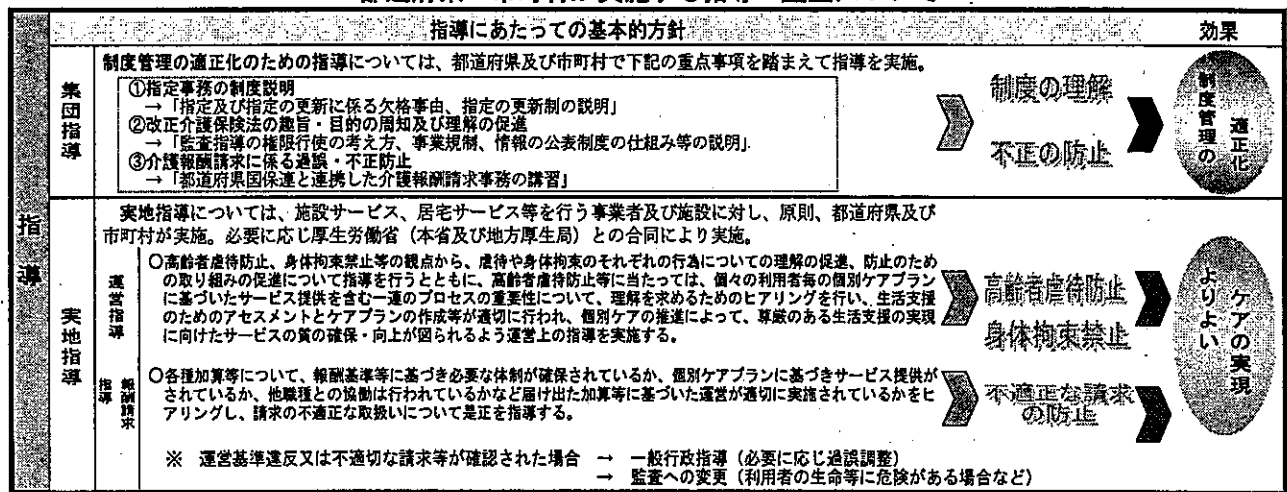 指導にあたっての基本的方針
効果
指導
集団指導
制度管理の適正化のための指導については、都道府県及び市町村で下記の重点事項を踏まえて指導を実施。
①指定事務の制度説明
→「指定及び指定の更新に係る欠格事由、指定の更新制の説明」
②改正介護保険法の趣旨・目的の周知及び理解の促進
→「監査指導の権限行使の考え方、事業規制、情報の公表制度の仕組み等の説明」
③介護報酬請求に係る過誤・不正防止
→「都道府県国保連と連携した介護報酬請求事務の講習」
制度の理解
不正の防止
制度管理の
適正化
実地指導
実地指導については、施設サービス、居宅サービス等を行う事業者及び施設に対し、原則、都道府県及び
市町村が実施。必要に応じ厚生労働省（本省及び地方厚生局）との合同により実施。
運営指導
○高齢者虐待防止、身体拘束禁止等の観点から、虐待や身体拘束のそれぞれの行為についての理解の促進、防止のため
の取り組みの促進について指導を行うとともに、高齢者虐待防止等に当たっては、個々の利用者毎の個別ケアプラン
に基づいたサービス提供を含む一連のプロセスの重要性について、理解を求めるためのヒアリングを行い、生活支援
のためのアセスメントとケアプランの作成等が適切に行われ、個別ケアの推進によって、尊厳のある生活支援の実現
に向けたサービスの質の確保・向上が図られるよう運営上の指導を実施する。
高齢者虐待防止
身体拘束禁止
よりよい
ケアの実現
報酬請求
指導
○各種加算等について、報酬基準等に基づき必要な体制が確保されているか、個別ケアプランに基づきサービス提供が
されているか、他職種との協働は行われているかなど届け出た加算等に基づいた運営が適切に実施されているかをヒ
アリングし、請求の不適正な取扱いについて是正を指導する。
不適正な請求
の防止
※ 運営基準違反又は不適切な請求等が確認された場合 → 一般行政指導（必要に応じ過誤調整）
→ 監査への変更（利用者の生命等に危険がある場合など）